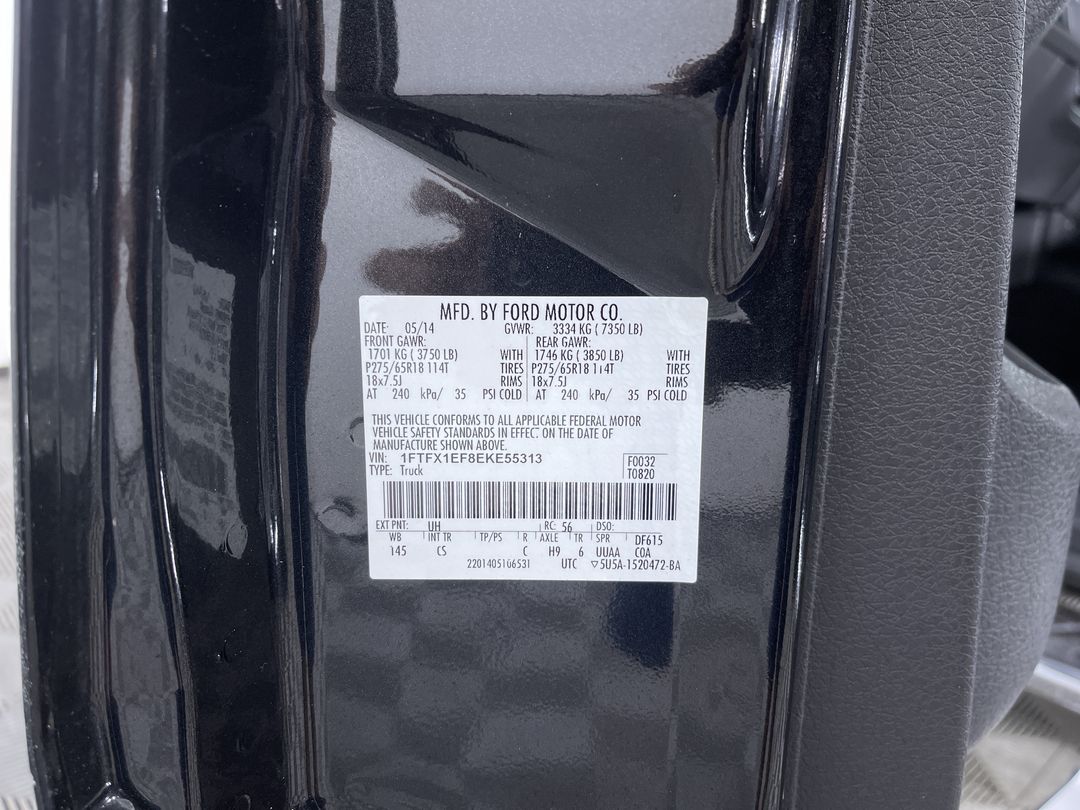 MFD. BY FORD MOTOR CO.
DATE: 05/14 GVWR: 3334 KG ( 7350 LB)
FRONT GAWR: REAR GAWR:
1701 KG ( 3750 LB) WITH 1746 KG ( 3850 LB) WITH
P275/65R18 114T TIRES P275/65R18 114T TIRES
18x7.5J RIMS 18x7.5J RIMS
AT 240 kPa/ 35 PSI COLD AT 240 kPa/ 35 PSI COLD
THIS VEHICLE CONFORMS TO ALL APPLICABLE FEDERAL MOTOR
VEHICLE SAFETY STANDARDS IN EFFECT ON THE DATE OF
MANUFACTURE SHOWN ABOVE.
VIN: 1FTFX1EF8EKE55313 F0032
TYPE: Truck T0820
EXT PNT: UH RC: 56 DSO:
WB INT TR TP/PS R AXLE TR SPR DF615
145 CS C H9 6 UUAA COA
2201405166531 UTC ▽5U5A-1520472-BA